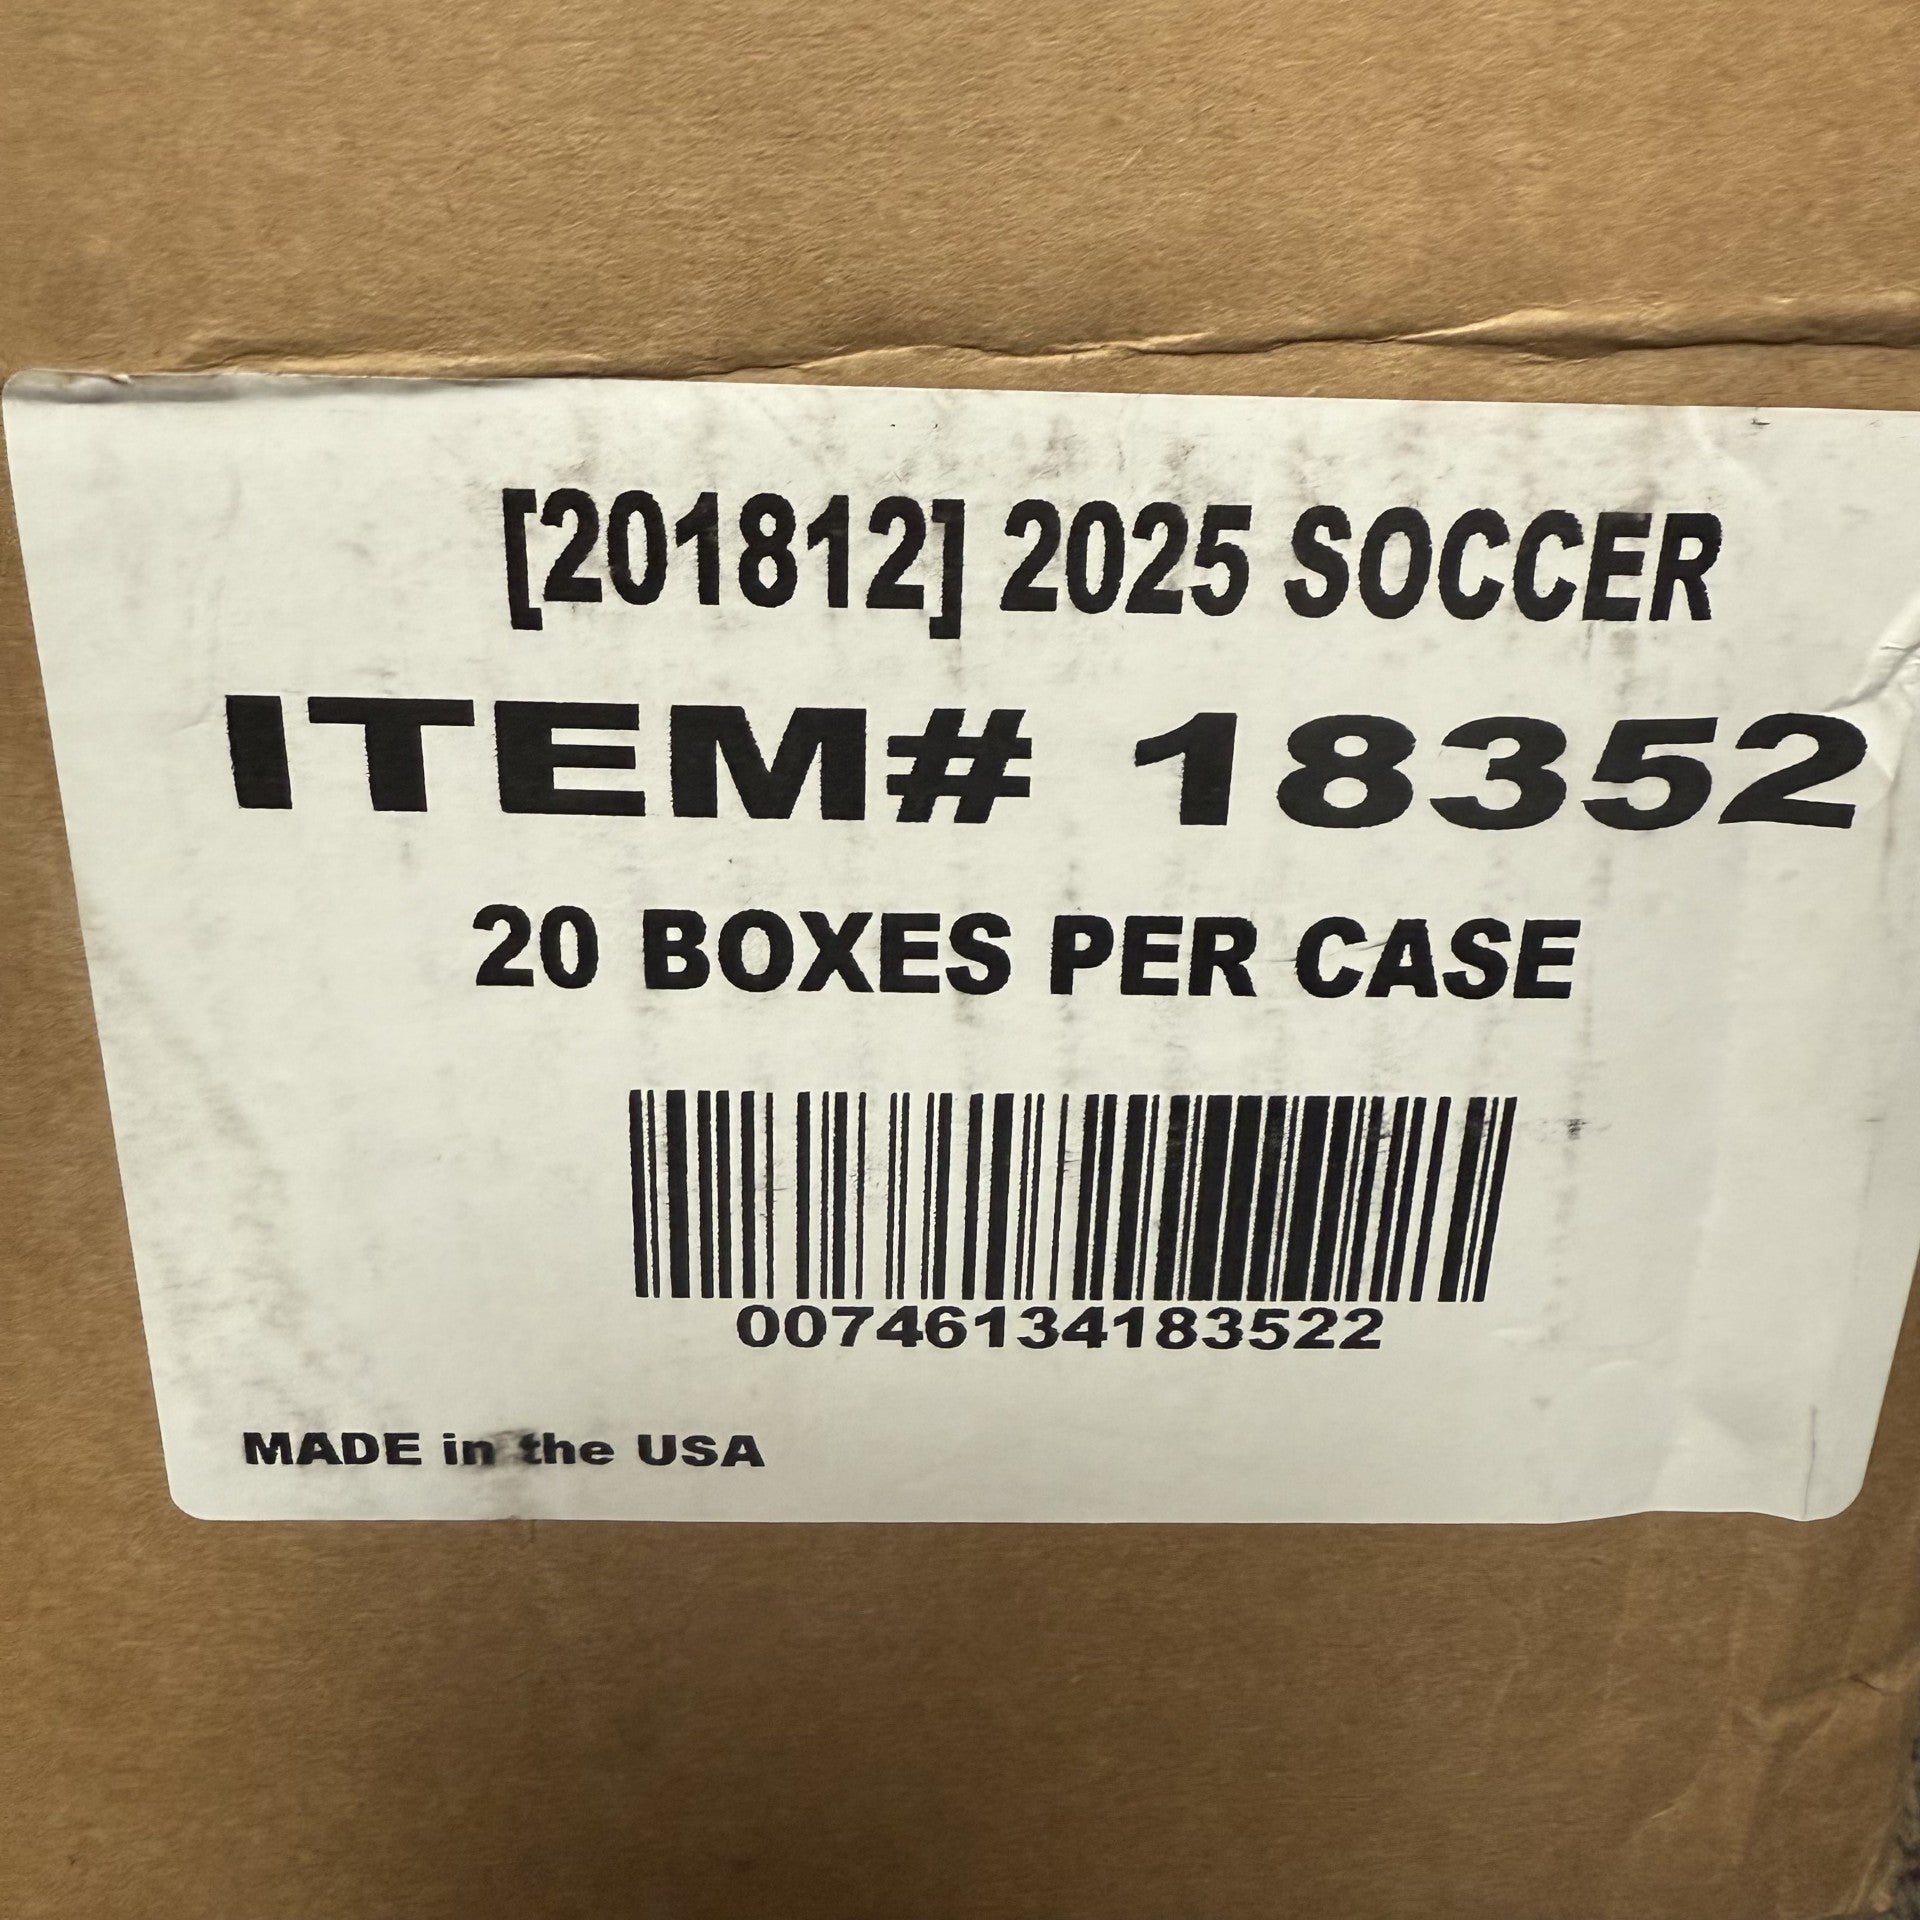 [201812] 2025 SOCCER
ITEM# 18352
20 BOXES PER CASE
00746134183522
MADE in the USA